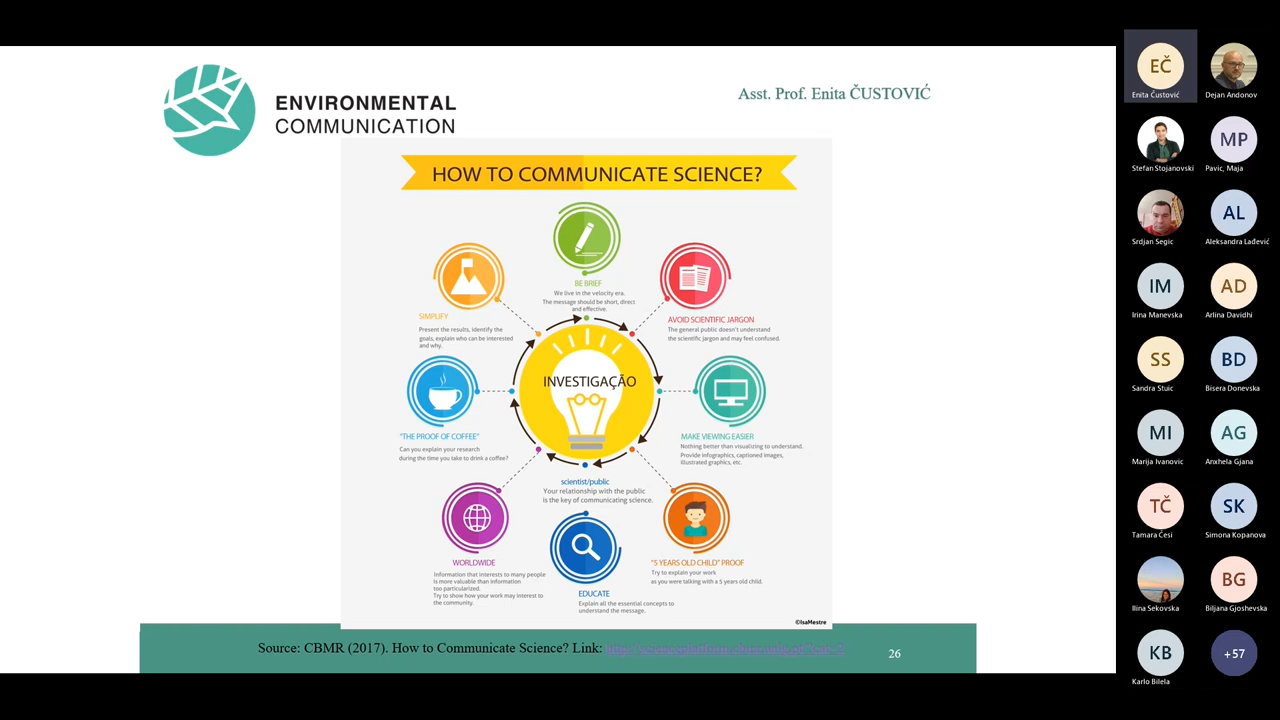 ENVIRONMENTAL
COMMUNICATION
Asst. Prof. Enita ČUSTOVIĆ
HOW TO COMMUNICATE SCIENCE?
BE BRIEF
We live in the velocity era.
The message should be short, direct
and effective.
AVOID SCIENTIFIC JARGON
The general public doesn't understand
the scientific jargon and may feel confused.
MAKE VIEWING EASIER
Nothing better than visualizing to understand.
Provide infographics, captioned images,
illustrated graphics, etc.
"5 YEARS OLD CHILD" PROOF
Try to explain your work
as you were talking with a 5 years old child.
scientist/public
Your relationship with the public
is the key of communicating science.
EDUCATE
Explain all the essential concepts to
understand the message.
WORLDWIDE
Information that interests to many people
is more valuable than information
too particularized.
Try to show how your work may interest to
the community.
"THE PROOF OF COFFEE"
Can you explain your research
during the time you take to drink a coffee?
SIMPLIFY
Present the results, identify the
goals, explain who can be interested
and why.
INVESTIGAÇÃO
©IsaMestre
Source: CBMR (2017). How to Communicate Science? Link:
26
EČ
Enita Čustović
Dejan Andonov
Stefan Stojanovski
MP
Pavic, Maja
Srdjan Segic
AL
Aleksandra Lađević
IM
Irina Manevska
AD
Arlina Davidhi
SS
Sandra Stuic
BD
Bisera Donevska
MI
Marija Ivanovic
AG
Anxhela Gjana
TČ
Tamara Česi
SK
Simona Kopanova
Ilina Sekovska
BG
Biljana Gjoshevska
KB
Karlo Bilela
+57